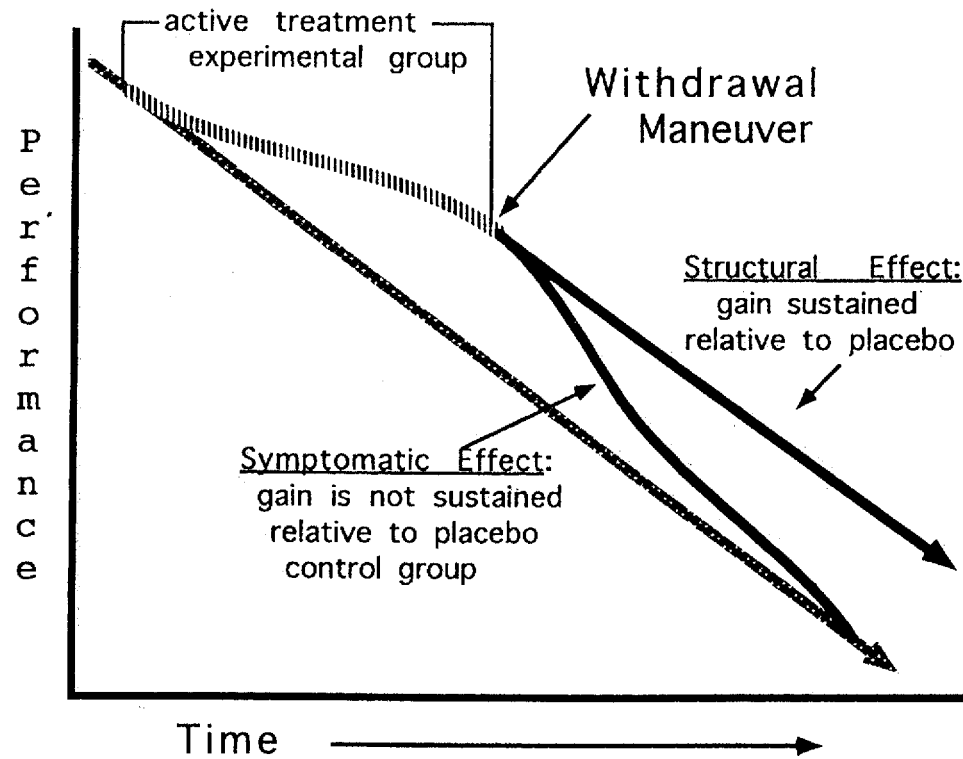 active treatment
experimental group
Withdrawal
Maneuver
Performance
Structural Effect:
gain sustained
relative to placebo
Symptomatic Effect:
gain is not sustained
relative to placebo
control group
Time